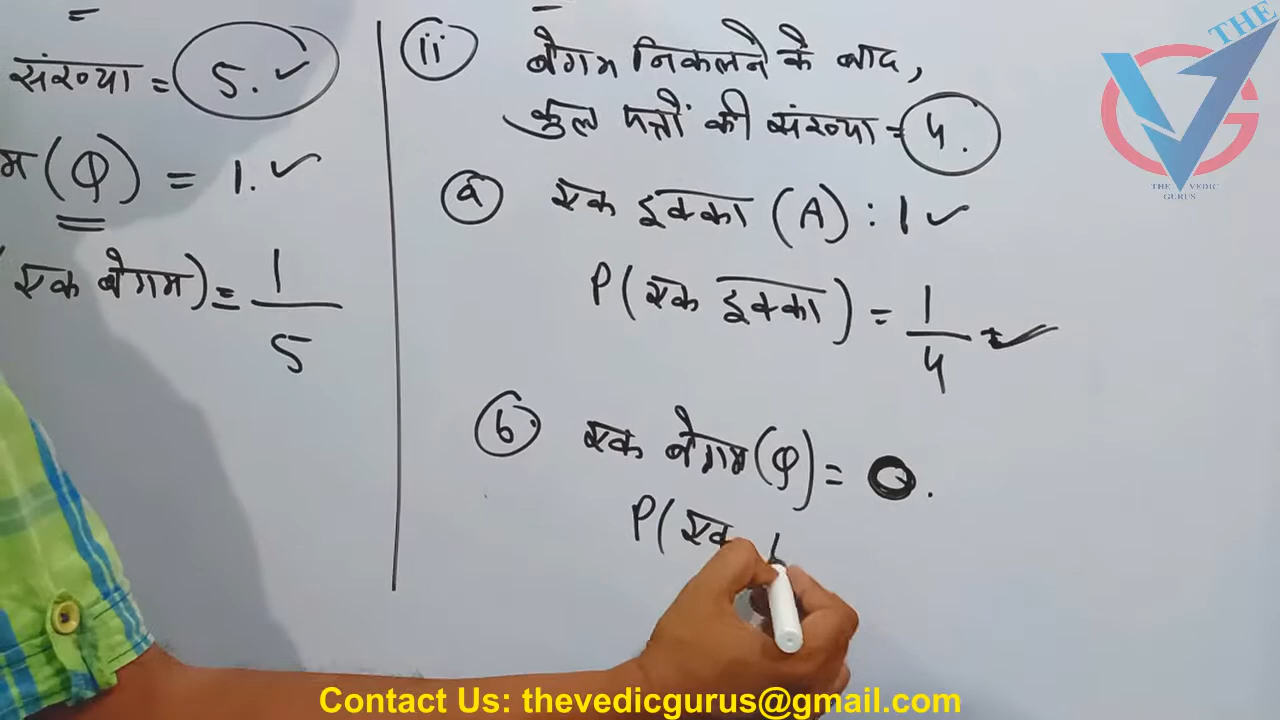 संख्या = 5.
म (Q) = 1.
एक बेगम) = 1/5
ii बेगम निकलने के बाद,
कुल पत्तों की संख्या = 4.
a एक इक्का (A) : 1
P( एक इक्का ) = 1/4
b एक बेगम (Q) = 0.
P( एक
THE
VG
THE VEDIC
GURUS
Contact Us: thevedicgurus@gmail.com